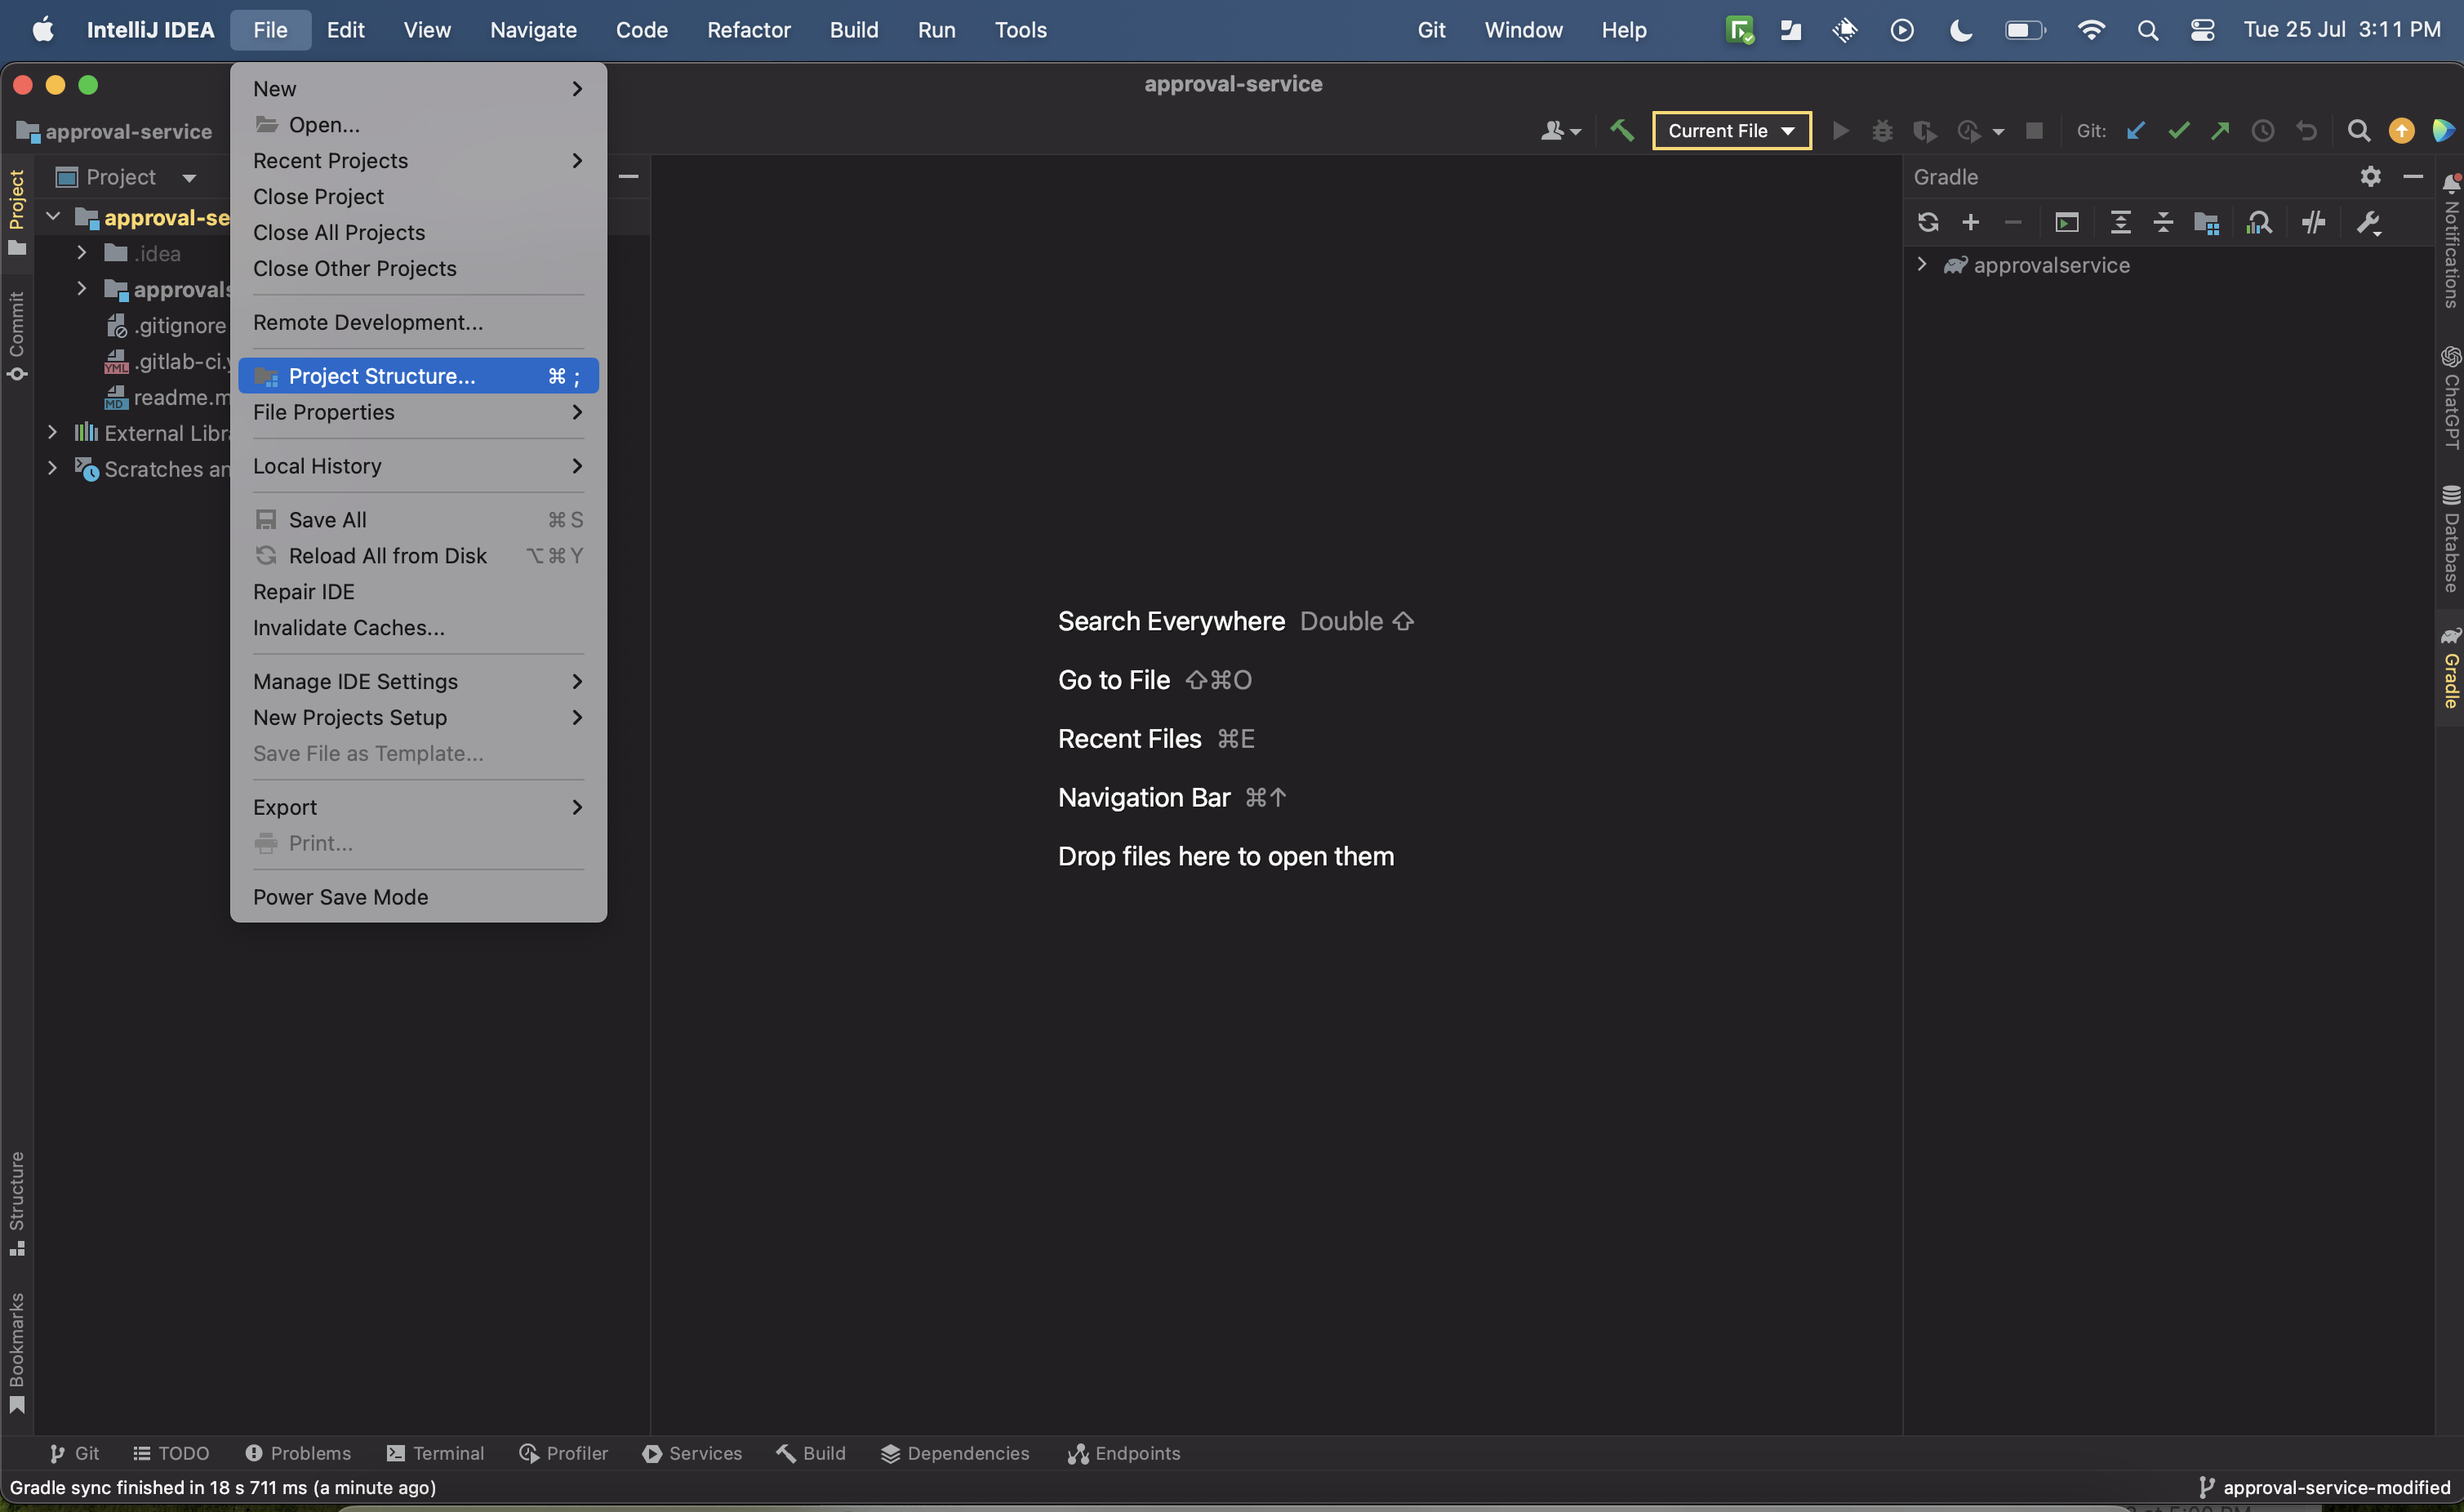 IntelliJ IDEA File Edit View Navigate Code Refactor Build Run Tools Git Window Help Tue 25 Jul 3:11 PM
approval-service
approval-service
Current File
Git:
Project
New
Open...
Recent Projects
Close Project
Close All Projects
Close Other Projects
Remote Development...
Project Structure... ⌘ ;
File Properties
Local History
Save All ⌘ S
Reload All from Disk ⌥ ⌘ Y
Repair IDE
Invalidate Caches...
Manage IDE Settings
New Projects Setup
Save File as Template...
Export
Print...
Power Save Mode
approval-se
.idea
approvals
.gitignore
YML .gitlab-ci.y
MD readme.m
External Libra
Scratches an
Project
Commit
Structure
Bookmarks
Search Everywhere Double ⇧
Go to File ⇧⌘O
Recent Files ⌘E
Navigation Bar ⌘↑
Drop files here to open them
Gradle
approvalservice
Notifications
ChatGPT
Database
Gradle
Git TODO Problems Terminal Profiler Services Build Dependencies Endpoints
Gradle sync finished in 18 s 711 ms (a minute ago)
approval-service-modified